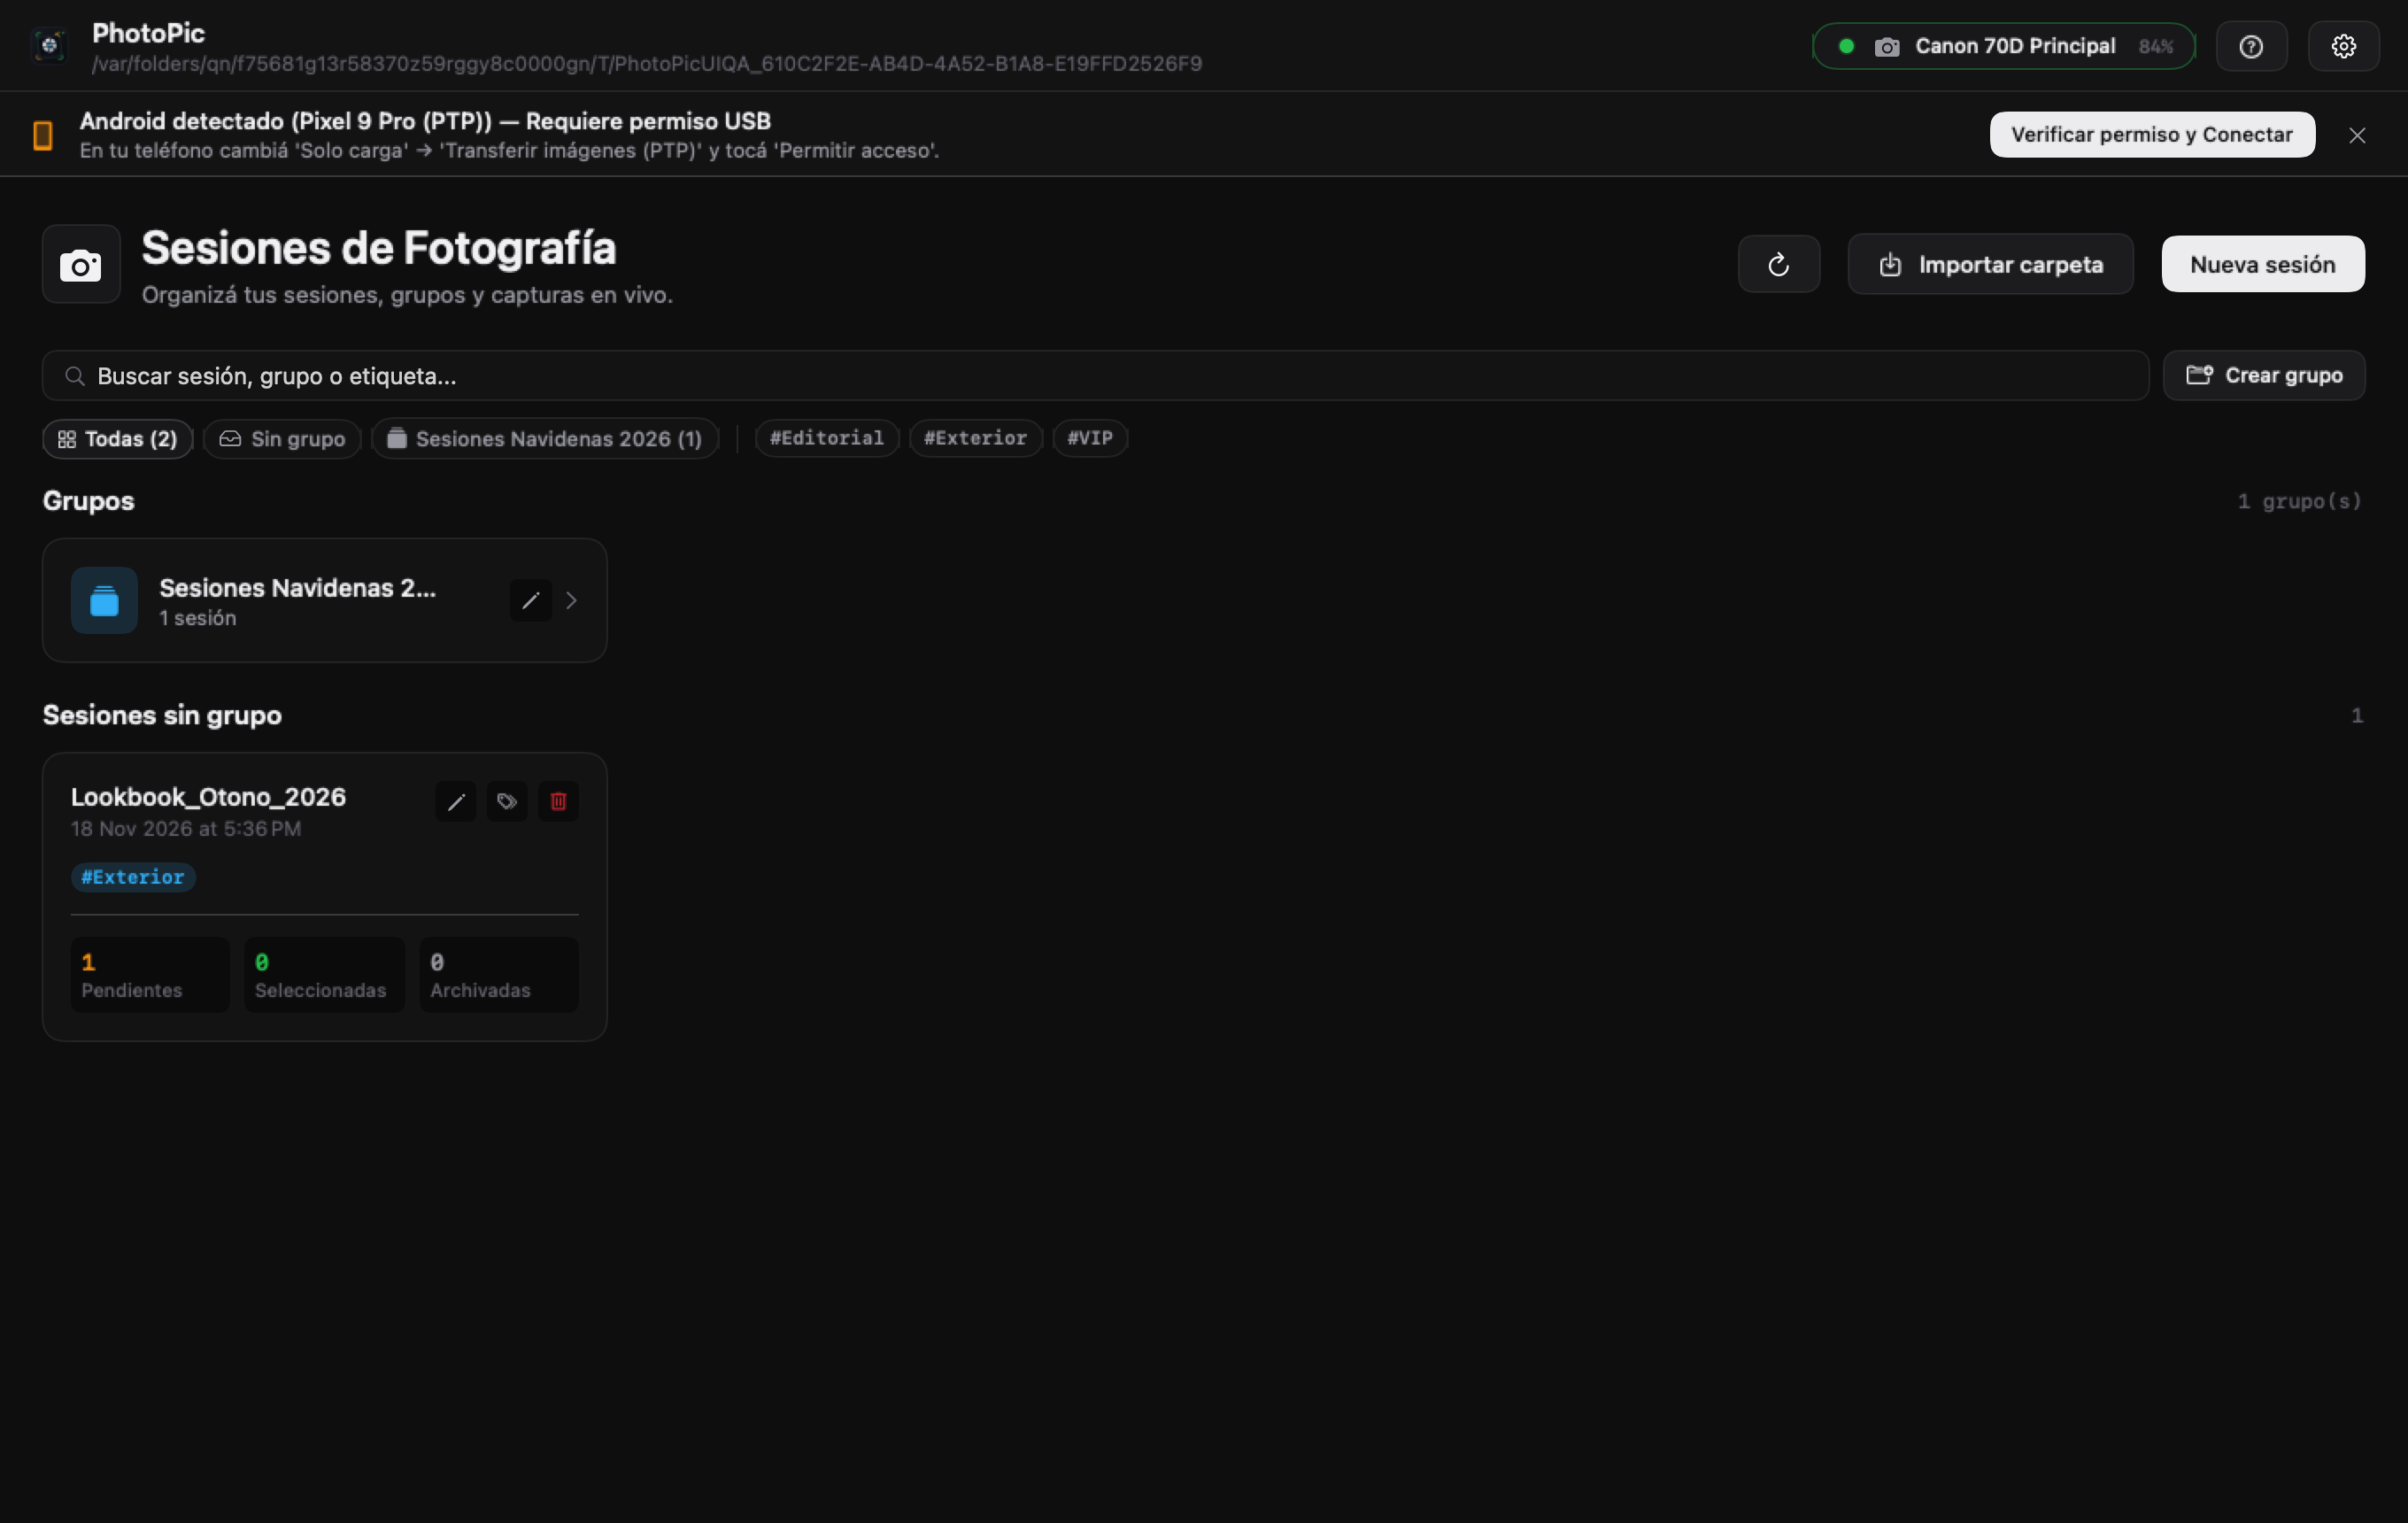 PhotoPic
/var/folders/qn/f75681g13r58370z59rggy8c0000gn/T/PhotoPicUIQA_610C2F2E-AB4D-4A52-B1A8-E19FFD2526F9
Canon 70D Principal 84%
Android detectado (Pixel 9 Pro (PTP)) — Requiere permiso USB
En tu teléfono cambiá 'Solo carga' → 'Transferir imágenes (PTP)' y tocá 'Permitir acceso'.
Verificar permiso y Conectar
Sesiones de Fotografía
Organizá tus sesiones, grupos y capturas en vivo.
Importar carpeta
Nueva sesión
Buscar sesión, grupo o etiqueta...
Crear grupo
Todas (2) Sin grupo Sesiones Navidenas 2026 (1) #Editorial #Exterior #VIP
Grupos
1 grupo(s)
Sesiones Navidenas 2...
1 sesión
Sesiones sin grupo
1
Lookbook_Otono_2026
18 Nov 2026 at 5:36 PM
#Exterior
1
Pendientes
0
Seleccionadas
0
Archivadas